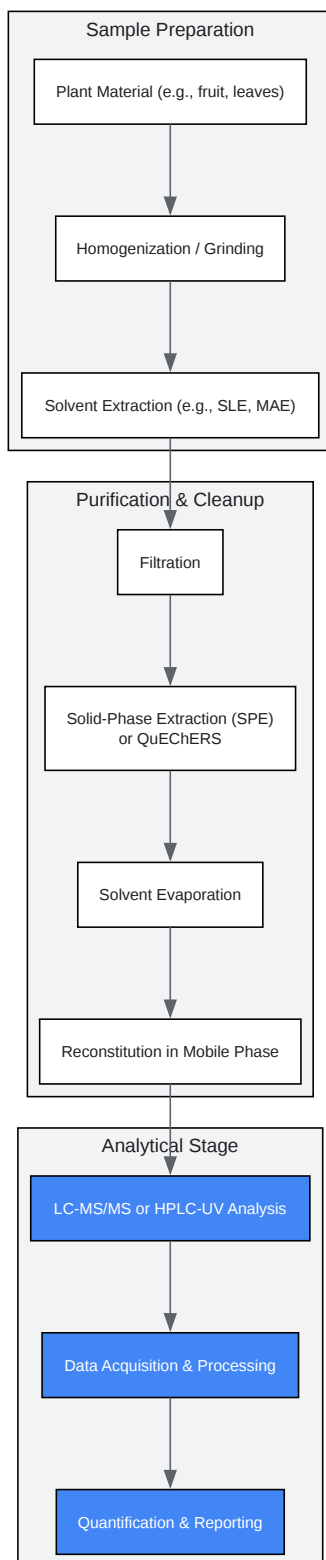 Sample Preparation
Plant Material (e.g., fruit, leaves)
Homogenization / Grinding
Solvent Extraction (e.g., SLE, MAE)
Purification & Cleanup
Filtration
Solid-Phase Extraction (SPE)
or QuEChERS
Solvent Evaporation
Reconstitution in Mobile Phase
Analytical Stage
LC-MS/MS or HPLC-UV Analysis
Data Acquisition & Processing
Quantification & Reporting